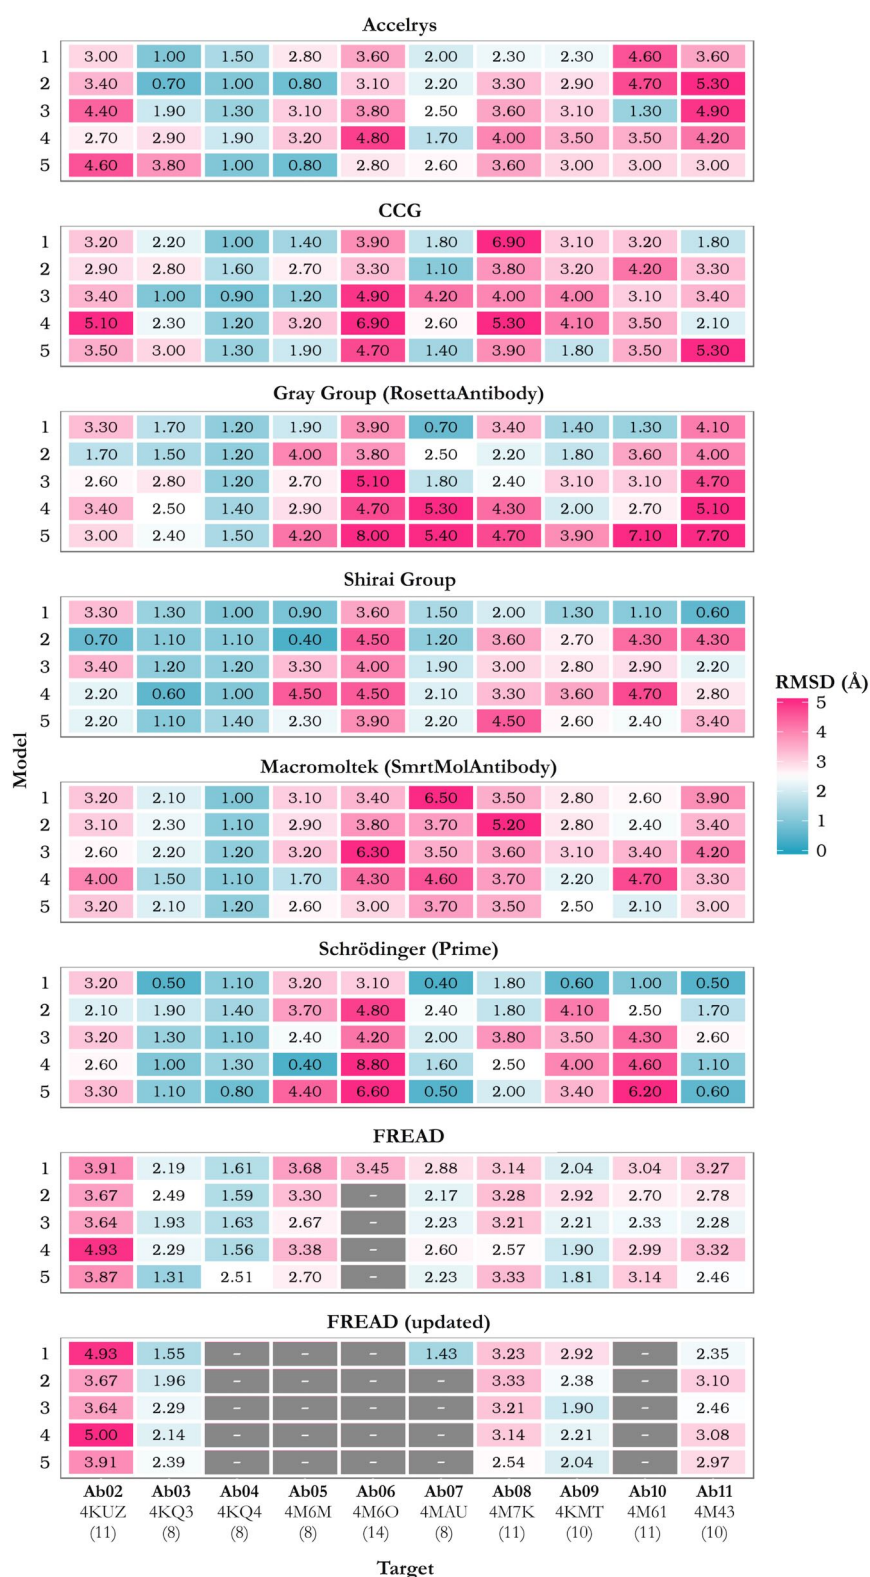 Accelrys
1 3.00 1.00 1.50 2.80 3.60 2.00 2.30 2.30 4.60 3.60
2 3.40 0.70 1.00 0.80 3.10 2.20 3.30 2.90 4.70 5.30
3 4.40 1.90 1.30 3.10 3.80 2.50 3.60 3.10 1.30 4.90
4 2.70 2.90 1.90 3.20 4.80 1.70 4.00 3.50 3.50 4.20
5 4.60 3.80 1.00 0.80 2.80 2.60 3.60 3.00 3.00 3.00
CCG
1 3.20 2.20 1.00 1.40 3.90 1.80 6.90 3.10 3.20 1.80
2 2.90 2.80 1.60 2.70 3.30 1.10 3.80 3.20 4.20 3.30
3 3.40 1.00 0.90 1.20 4.90 4.20 4.00 4.00 3.10 3.40
4 5.10 2.30 1.20 3.20 6.90 2.60 5.30 4.10 3.50 2.10
5 3.50 3.00 1.30 1.90 4.70 1.40 3.90 1.80 3.50 5.30
Gray Group (RosettaAntibody)
1 3.30 1.70 1.20 1.90 3.90 0.70 3.40 1.40 1.30 4.10
2 1.70 1.50 1.20 4.00 3.80 2.50 2.20 1.80 3.60 4.00
3 2.60 2.80 1.20 2.70 5.10 1.80 2.40 3.10 3.10 4.70
4 3.40 2.50 1.40 2.90 4.70 5.30 4.30 2.00 2.70 5.10
5 3.00 2.40 1.50 4.20 8.00 5.40 4.70 3.90 7.10 7.70
Shirai Group
1 3.30 1.30 1.00 0.90 3.60 1.50 2.00 1.30 1.10 0.60
2 0.70 1.10 1.10 0.40 4.50 1.20 3.60 2.70 4.30 4.30
3 3.40 1.20 1.20 3.30 4.00 1.90 3.00 2.80 2.90 2.20
4 2.20 0.60 1.00 4.50 4.50 2.10 3.30 3.60 4.70 2.80
5 2.20 1.10 1.40 2.30 3.90 2.20 4.50 2.60 2.40 3.40
RMSD (Å)
5
4
3
2
1
0
Model
Macromoltek (SmrtMolAntibody)
1 3.20 2.10 1.00 3.10 3.40 6.50 3.50 2.80 2.60 3.90
2 3.10 2.30 1.10 2.90 3.80 3.70 5.20 2.80 2.40 3.40
3 2.60 2.20 1.20 3.20 6.30 3.50 3.60 3.10 3.40 4.20
4 4.00 1.50 1.10 1.70 4.30 4.60 3.70 2.20 4.70 3.30
5 3.20 2.10 1.20 2.60 3.00 3.70 3.50 2.50 2.10 3.00
Schrödinger (Prime)
1 3.20 0.50 1.10 3.20 3.10 0.40 1.80 0.60 1.00 0.50
2 2.10 1.90 1.40 3.70 4.80 2.40 1.80 4.10 2.50 1.70
3 3.20 1.30 1.10 2.40 4.20 2.00 3.80 3.50 4.30 2.60
4 2.60 1.00 1.30 0.40 8.80 1.60 2.50 4.00 4.60 1.10
5 3.30 1.10 0.80 4.40 6.60 0.50 2.00 3.40 6.20 0.60
FREAD
1 3.91 2.19 1.61 3.68 3.45 2.88 3.14 2.04 3.04 3.27
2 3.67 2.49 1.59 3.30 – 2.17 3.28 2.92 2.70 2.78
3 3.64 1.93 1.63 2.67 – 2.23 3.21 2.21 2.33 2.28
4 4.93 2.29 1.56 3.38 – 2.60 2.57 1.90 2.99 3.32
5 3.87 1.31 2.51 2.70 – 2.23 3.33 1.81 3.14 2.46
FREAD (updated)
1 4.93 1.55 – – – 1.43 3.23 2.92 – 2.35
2 3.67 1.96 – – – – 3.33 2.38 – 3.10
3 3.64 2.29 – – – – 3.21 1.90 – 2.46
4 5.00 2.14 – – – – 3.14 2.21 – 3.08
5 3.91 2.39 – – – – 2.54 2.04 – 2.97
Ab02 Ab03 Ab04 Ab05 Ab06 Ab07 Ab08 Ab09 Ab10 Ab11
4KUZ 4KQ3 4KQ4 4M6M 4M6O 4MAU 4M7K 4KMT 4M61 4M43
(11) (8) (8) (8) (14) (8) (11) (10) (11) (10)
Target